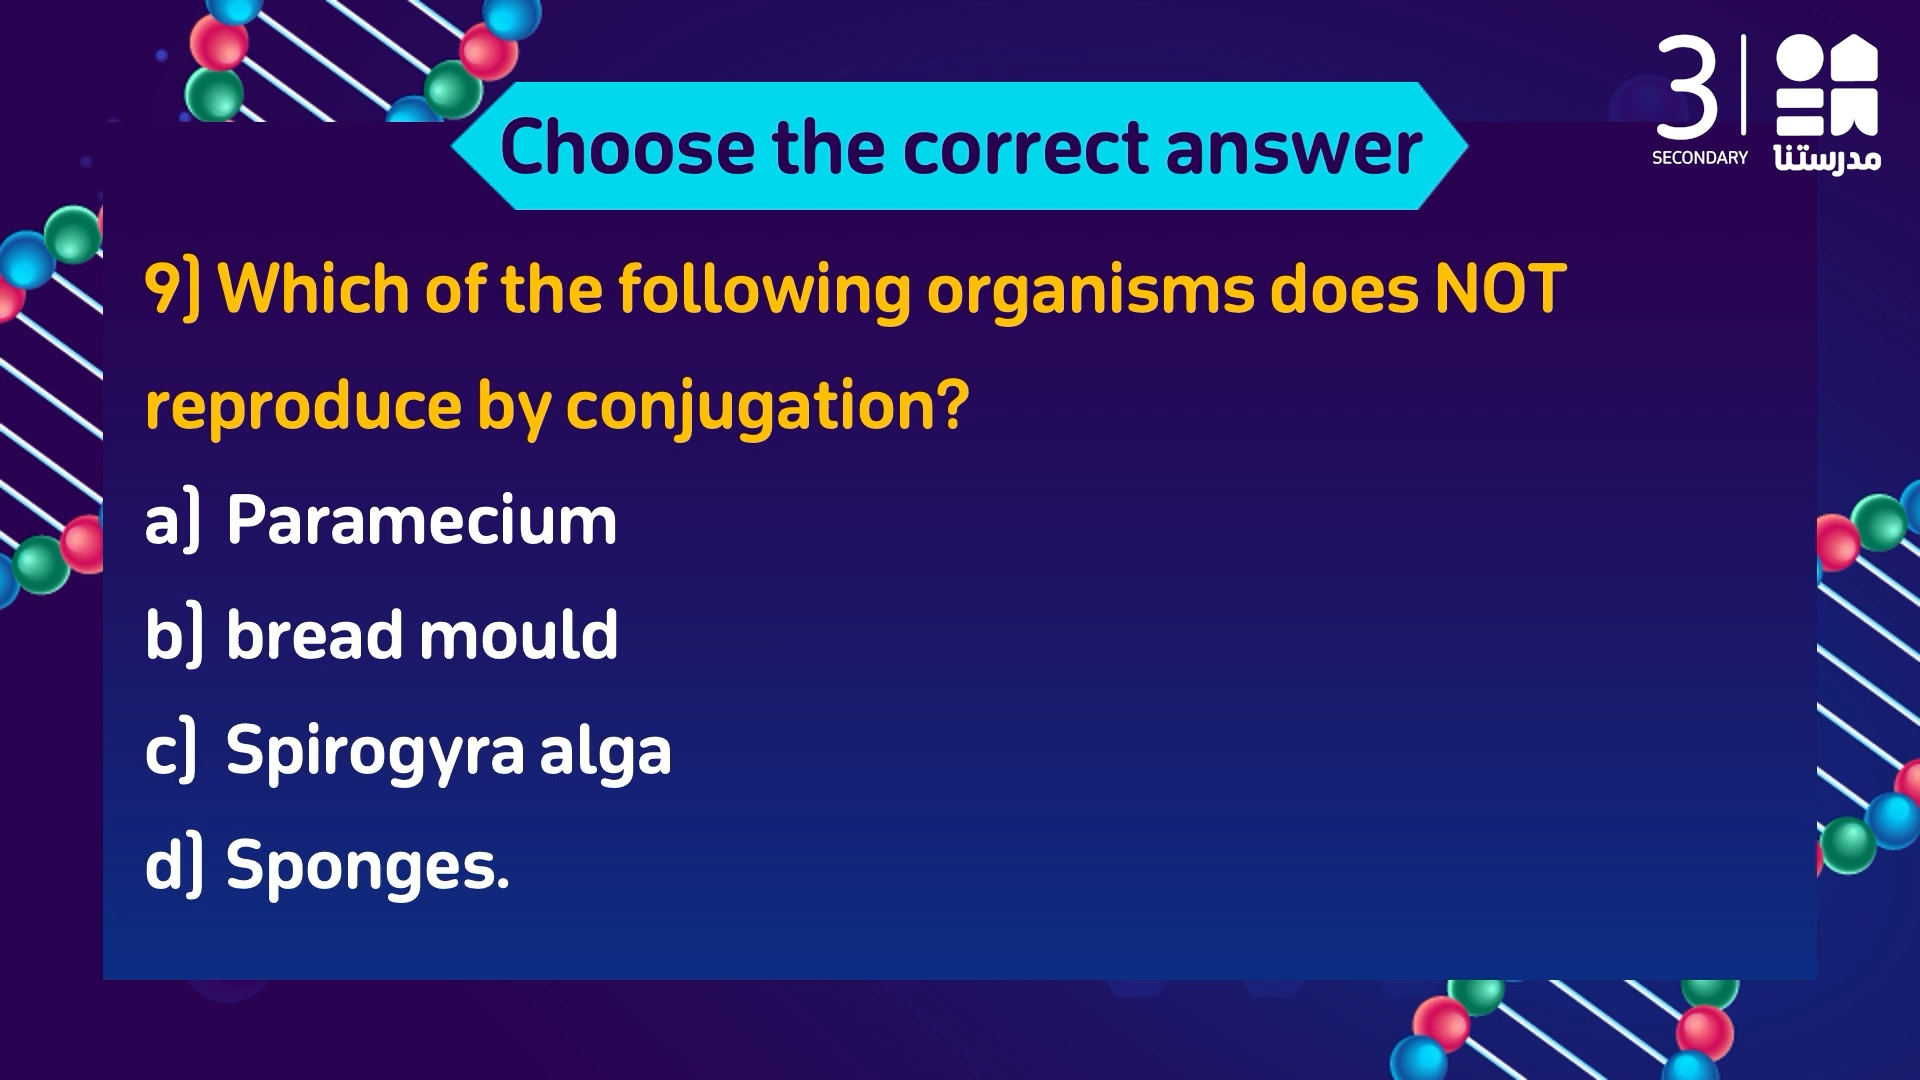 3
SECONDARY
مدرستنا
Choose the correct answer
9) Which of the following organisms does NOT
reproduce by conjugation?
a) Paramecium
b) bread mould
c) Spirogyra alga
d) Sponges.